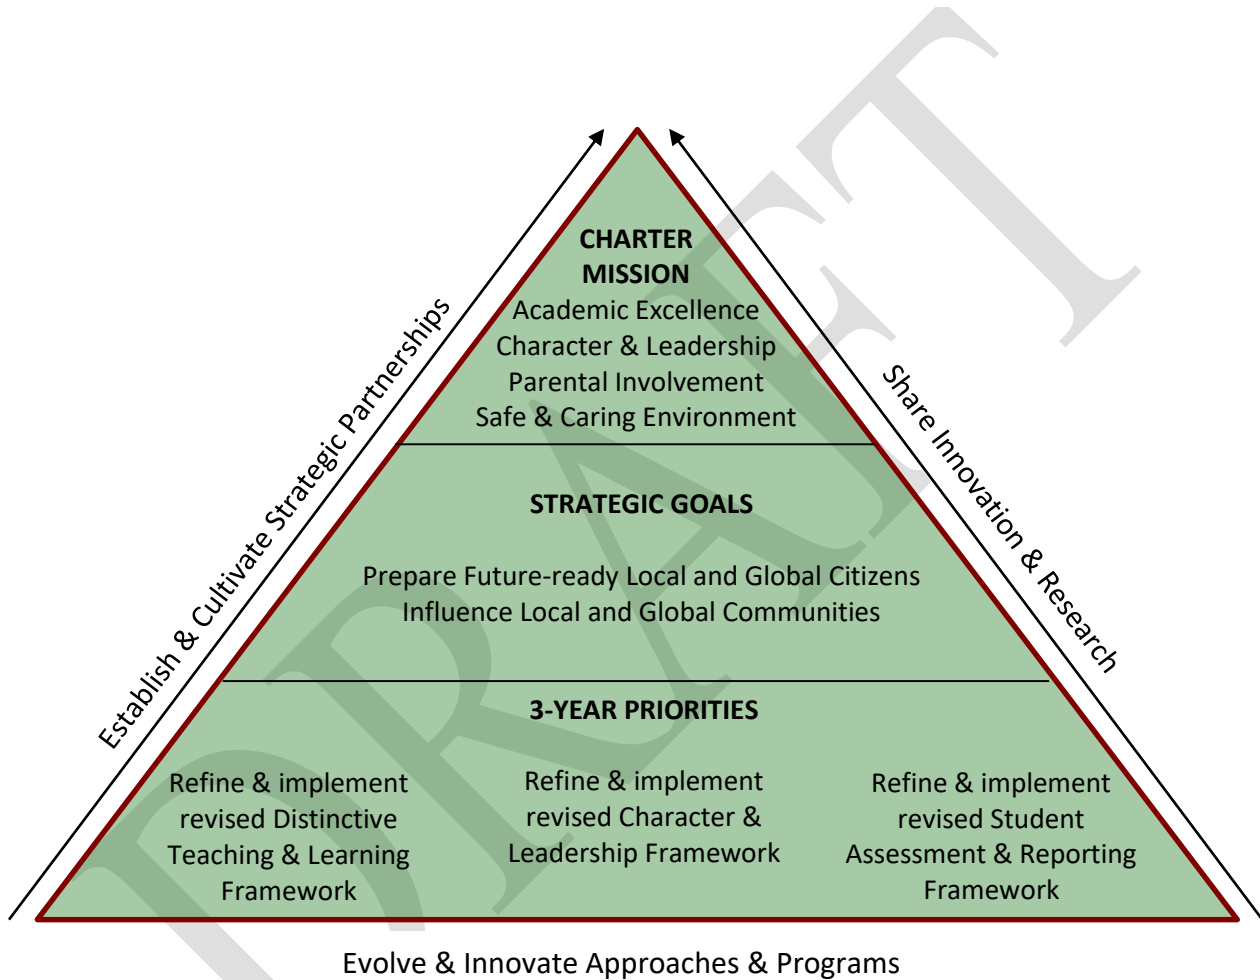 CHARTER
MISSION
Academic Excellence
Character & Leadership
Parental Involvement
Safe & Caring Environment
Establish & Cultivate Strategic Partnerships
Share Innovation & Research
STRATEGIC GOALS
Prepare Future-ready Local and Global Citizens
Influence Local and Global Communities
3-YEAR PRIORITIES
Refine & implement
revised Distinctive
Teaching & Learning
Framework
Refine & implement
revised Character &
Leadership Framework
Refine & implement
revised Student
Assessment & Reporting
Framework
Evolve & Innovate Approaches & Programs
DRAFT